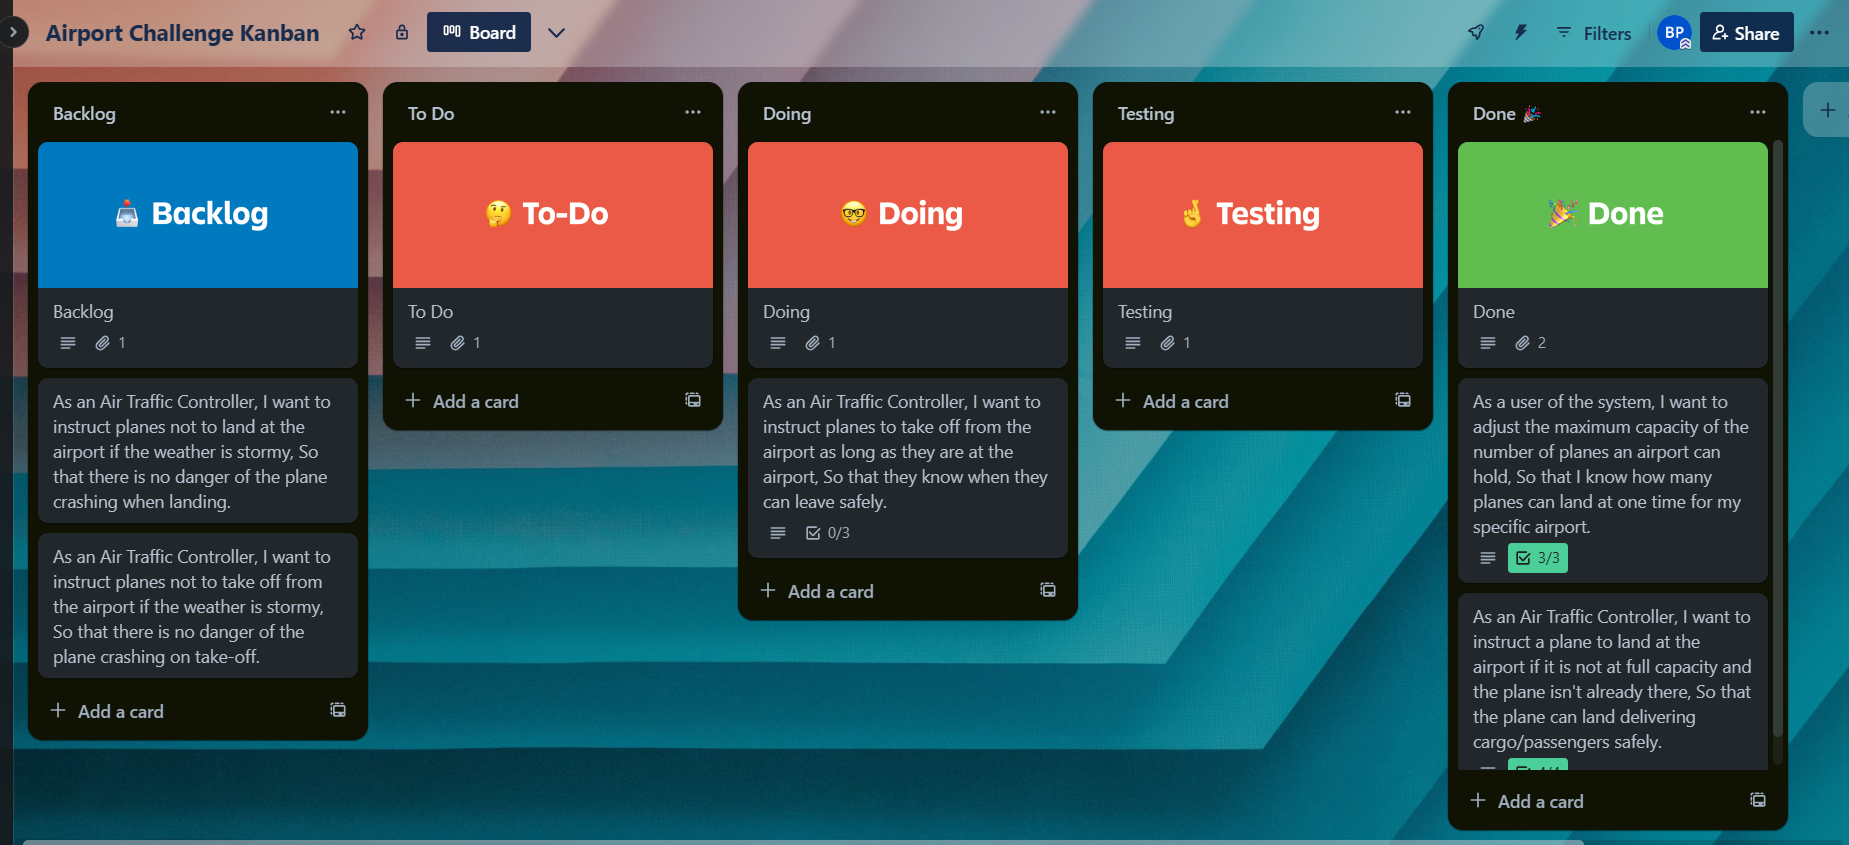 Airport Challenge Kanban
Board
Filters
BP
Share
Backlog
Backlog
Backlog
1
As an Air Traffic Controller, I want to
instruct planes not to land at the
airport if the weather is stormy, So
that there is no danger of the plane
crashing when landing.
As an Air Traffic Controller, I want to
instruct planes not to take off from
the airport if the weather is stormy,
So that there is no danger of the
plane crashing on take-off.
Add a card
To Do
To-Do
To Do
1
Add a card
Doing
Doing
Doing
1
As an Air Traffic Controller, I want to
instruct planes to take off from the
airport as long as they are at the
airport, So that they know when they
can leave safely.
0/3
Add a card
Testing
Testing
Testing
1
Add a card
Done
Done
Done
2
As a user of the system, I want to
adjust the maximum capacity of the
number of planes an airport can
hold, So that I know how many
planes can land at one time for my
specific airport.
3/3
As an Air Traffic Controller, I want to
instruct a plane to land at the
airport if it is not at full capacity and
the plane isn't already there, So that
the plane can land delivering
cargo/passengers safely.
Add a card